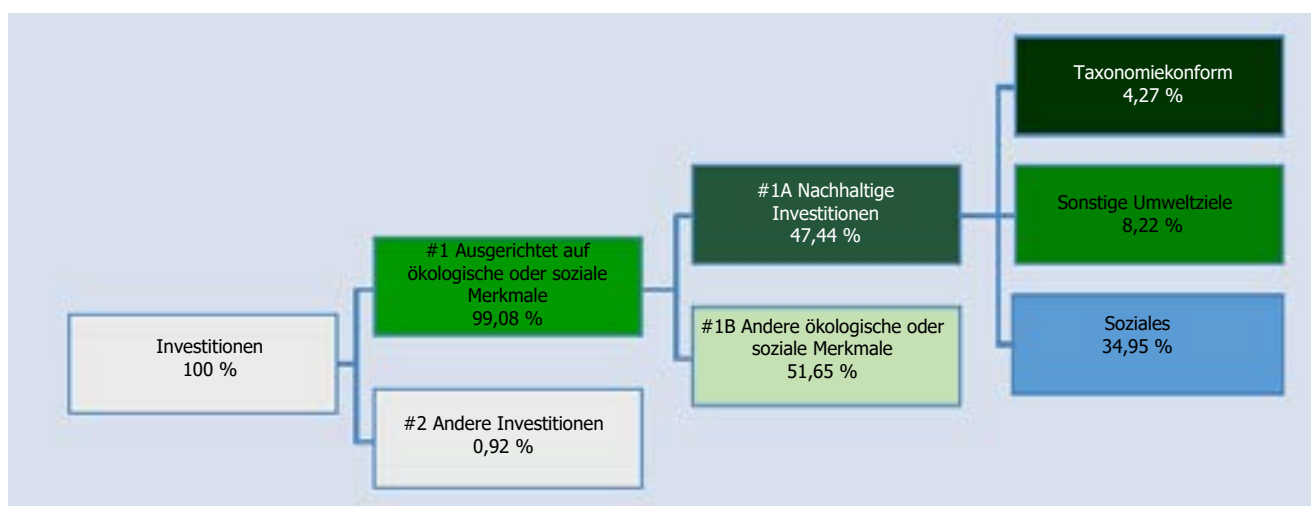 Investitionen
100 %
#1 Ausgerichtet auf
ökologische oder soziale
Merkmale
99,08 %
#2 Andere Investitionen
0,92 %
#1A Nachhaltige
Investitionen
47,44 %
#1B Andere ökologische oder
soziale Merkmale
51,65 %
Taxonomiekonform
4,27 %
Sonstige Umweltziele
8,22 %
Soziales
34,95 %